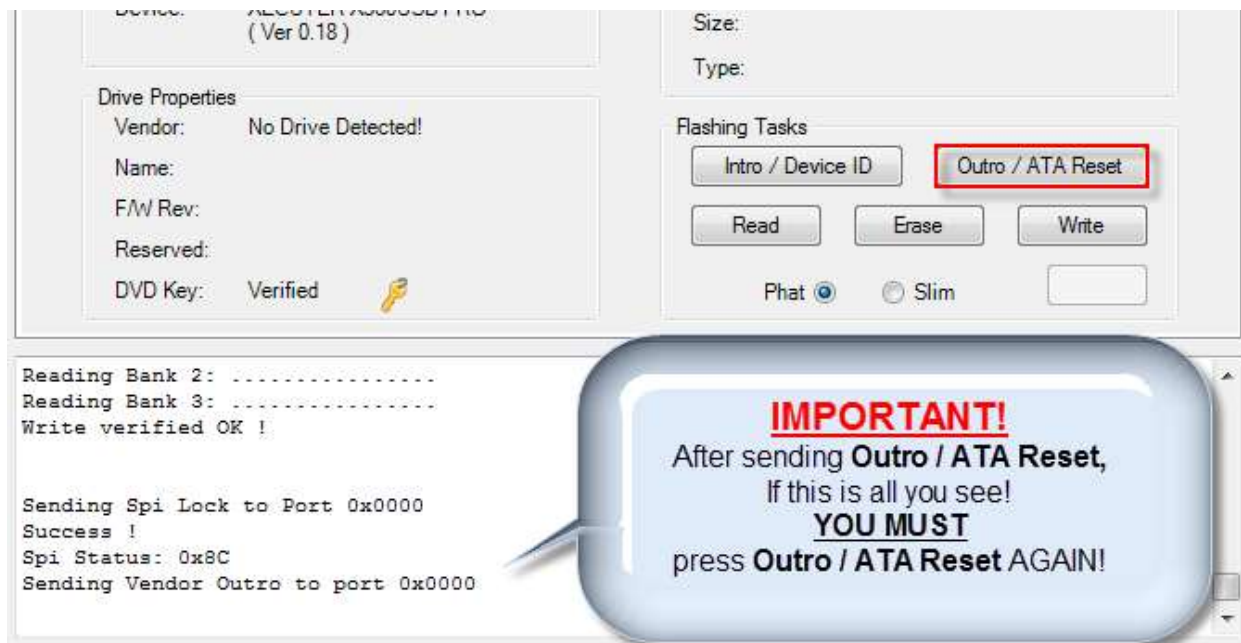 ( Ver 0.18 )
Size:
Type:
Drive Properties
Vendor: No Drive Detected!
Name:
F/W Rev:
Reserved:
DVD Key: Verified
Flashing Tasks
Intro / Device ID Outro / ATA Reset
Read Erase Write
Phat Slim
Reading Bank 2: ................
Reading Bank 3: ................
Write verified OK !
Sending Spi Lock to Port 0x0000
Success !
Spi Status: 0x8C
Sending Vendor Outro to port 0x0000
IMPORTANT!
After sending Outro / ATA Reset,
If this is all you see!
YOU MUST
press Outro / ATA Reset AGAIN!